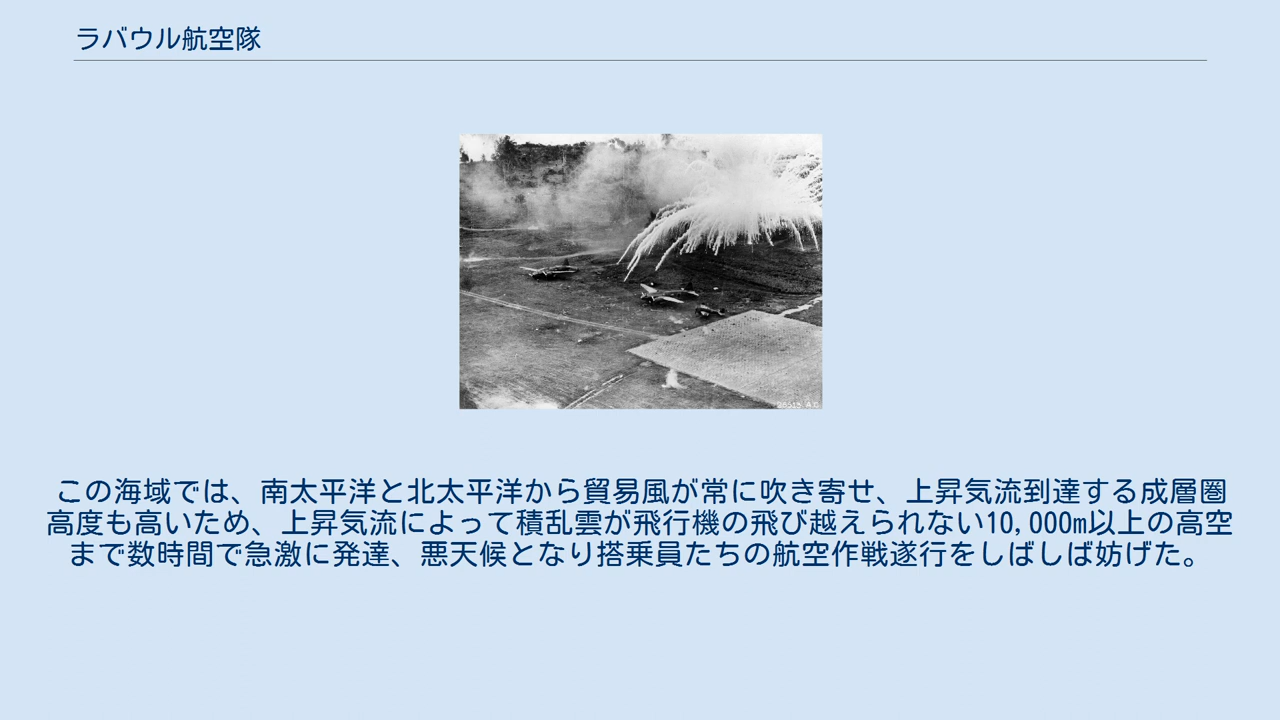 ラバウル航空隊
この海域では、南太平洋と北太平洋から貿易風が常に吹き寄せ、上昇気流到達する成層圏
高度も高いため、上昇気流によって積乱雲が飛行機の飛び越えられない10,000m以上の高空
まで数時間で急激に発達、悪天候となり搭乗員たちの航空作戦遂行をしばしば妨げた。